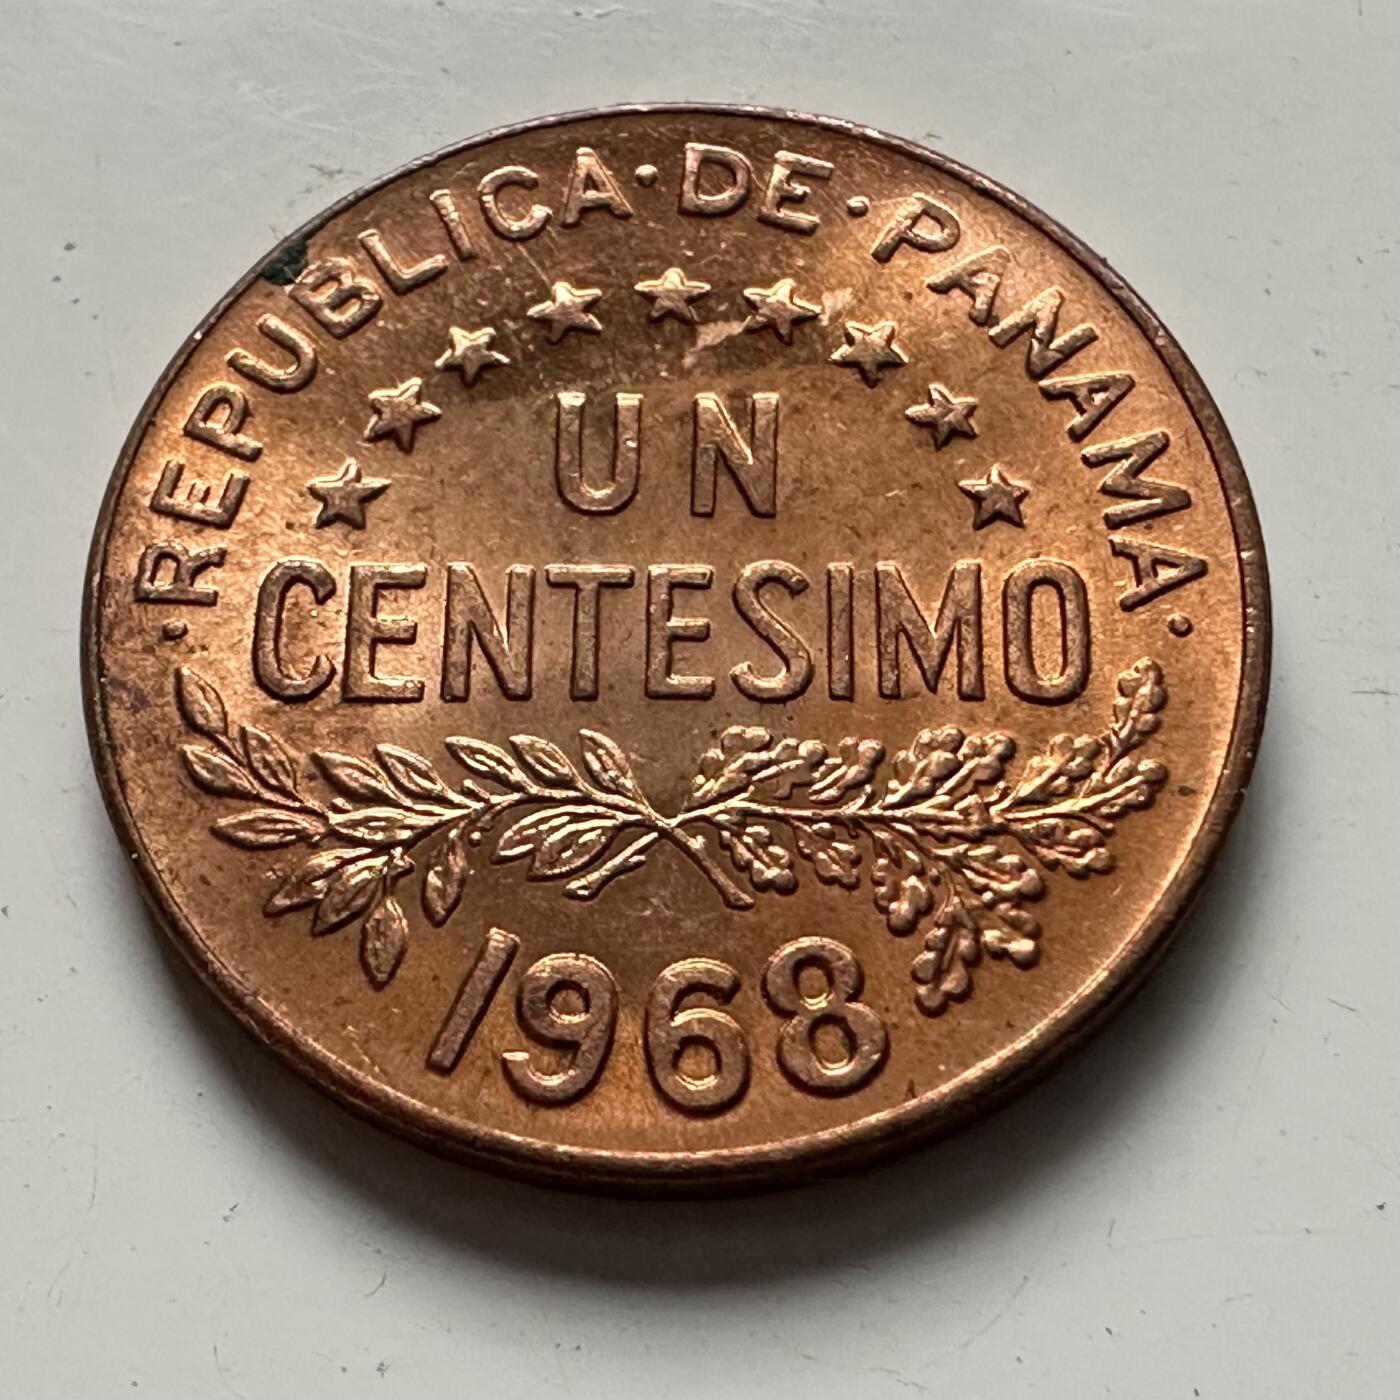 ·REPUBLICA·DE·PANAMA·
UN
CENTESIMO
1968